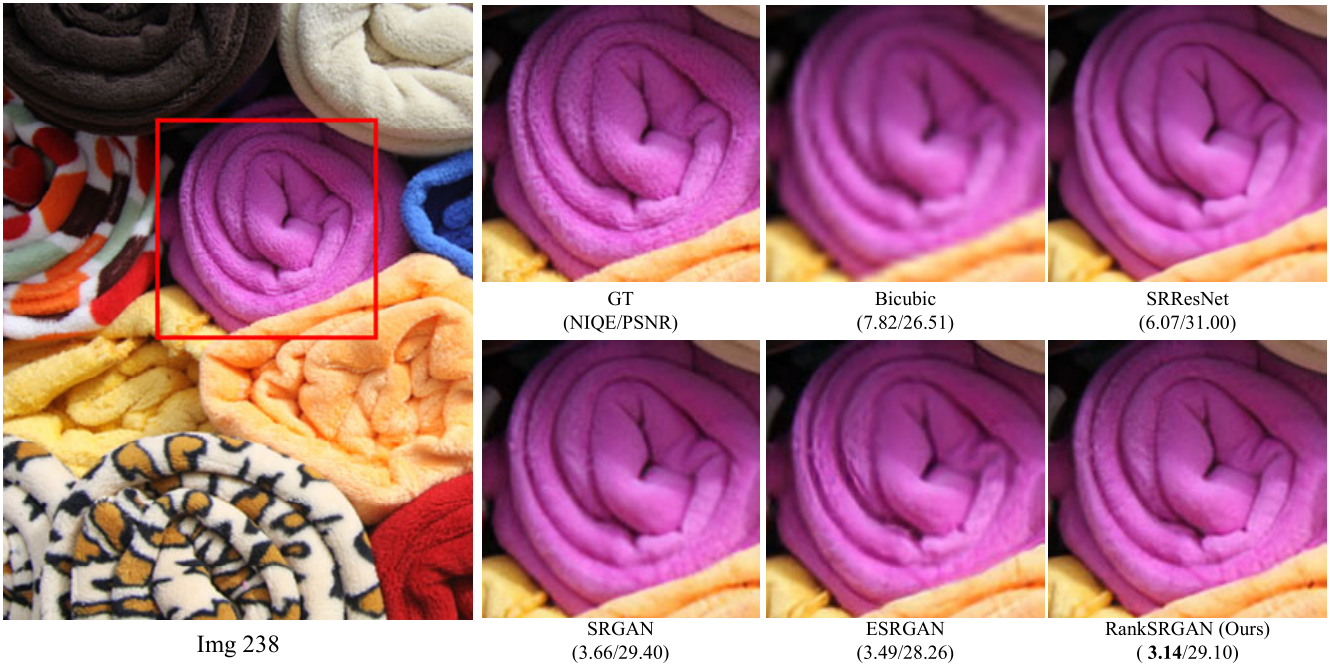 GT
(NIQE/PSNR)
Bicubic
(7.82/26.51)
SRResNet
(6.07/31.00)
SRGAN
(3.66/29.40)
ESRGAN
(3.49/28.26)
RankSRGAN (Ours)
( 3.14/29.10)
Img 238